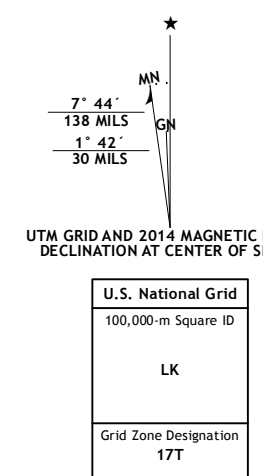 ★
MN
7° 44´
138 MILS
GN
1° 42´
30 MILS
UTM GRID AND 2014 MAGNETIC
DECLINATION AT CENTER OF S
U.S. National Grid
100,000-m Square ID
LK
Grid Zone Designation
17T